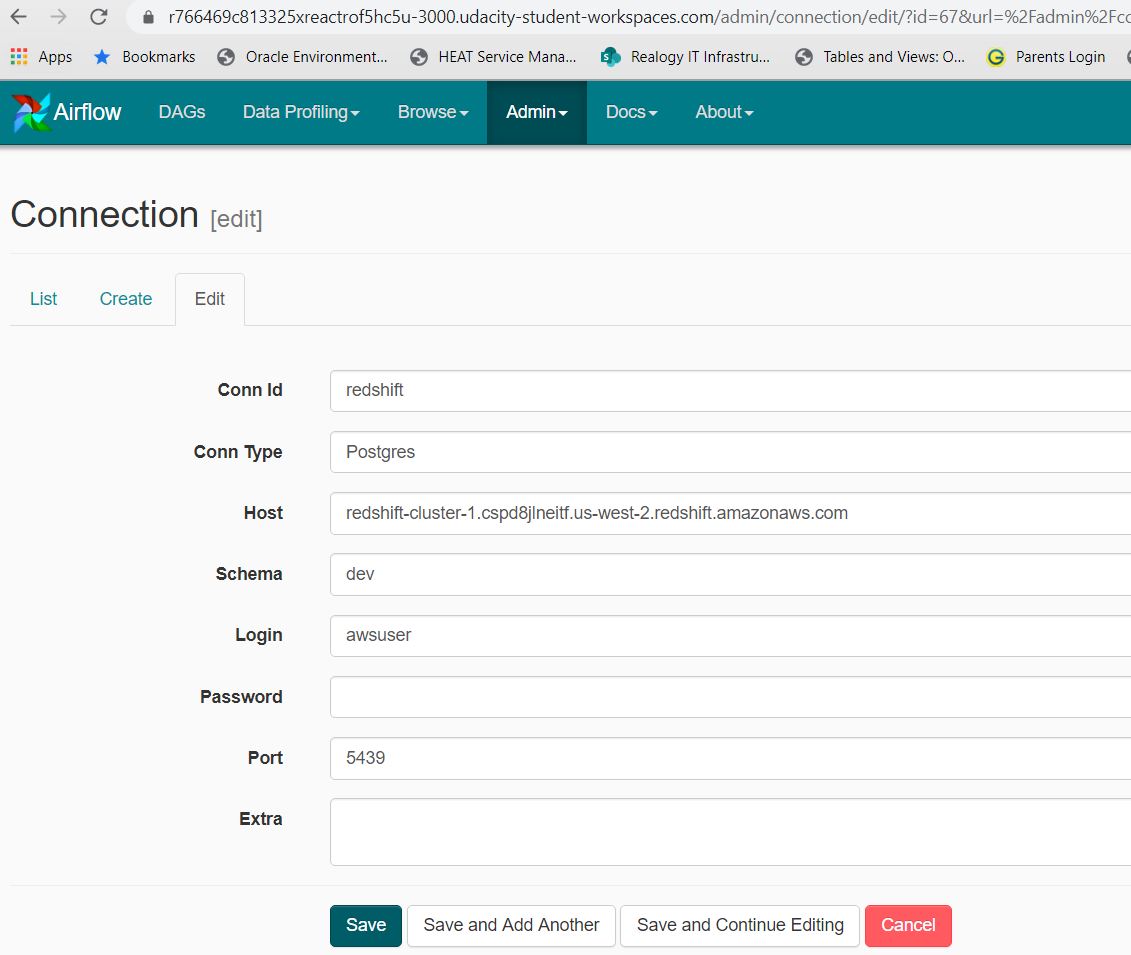 r766469c813325xreactrof5hc5u-3000.udacity-student-workspaces.com/admin/connection/edit/?id=67&url=%2Fadmin%2Fcc
Apps Bookmarks Oracle Environment... HEAT Service Mana... Realogy IT Infrastru... Tables and Views: O... Parents Login
Airflow DAGs Data Profiling Browse Admin Docs About
Connection [edit]
List Create Edit
Conn Id redshift
Conn Type Postgres
Host redshift-cluster-1.cspd8jlneitf.us-west-2.redshift.amazonaws.com
Schema dev
Login awsuser
Password
Port 5439
Extra
Save Save and Add Another Save and Continue Editing Cancel